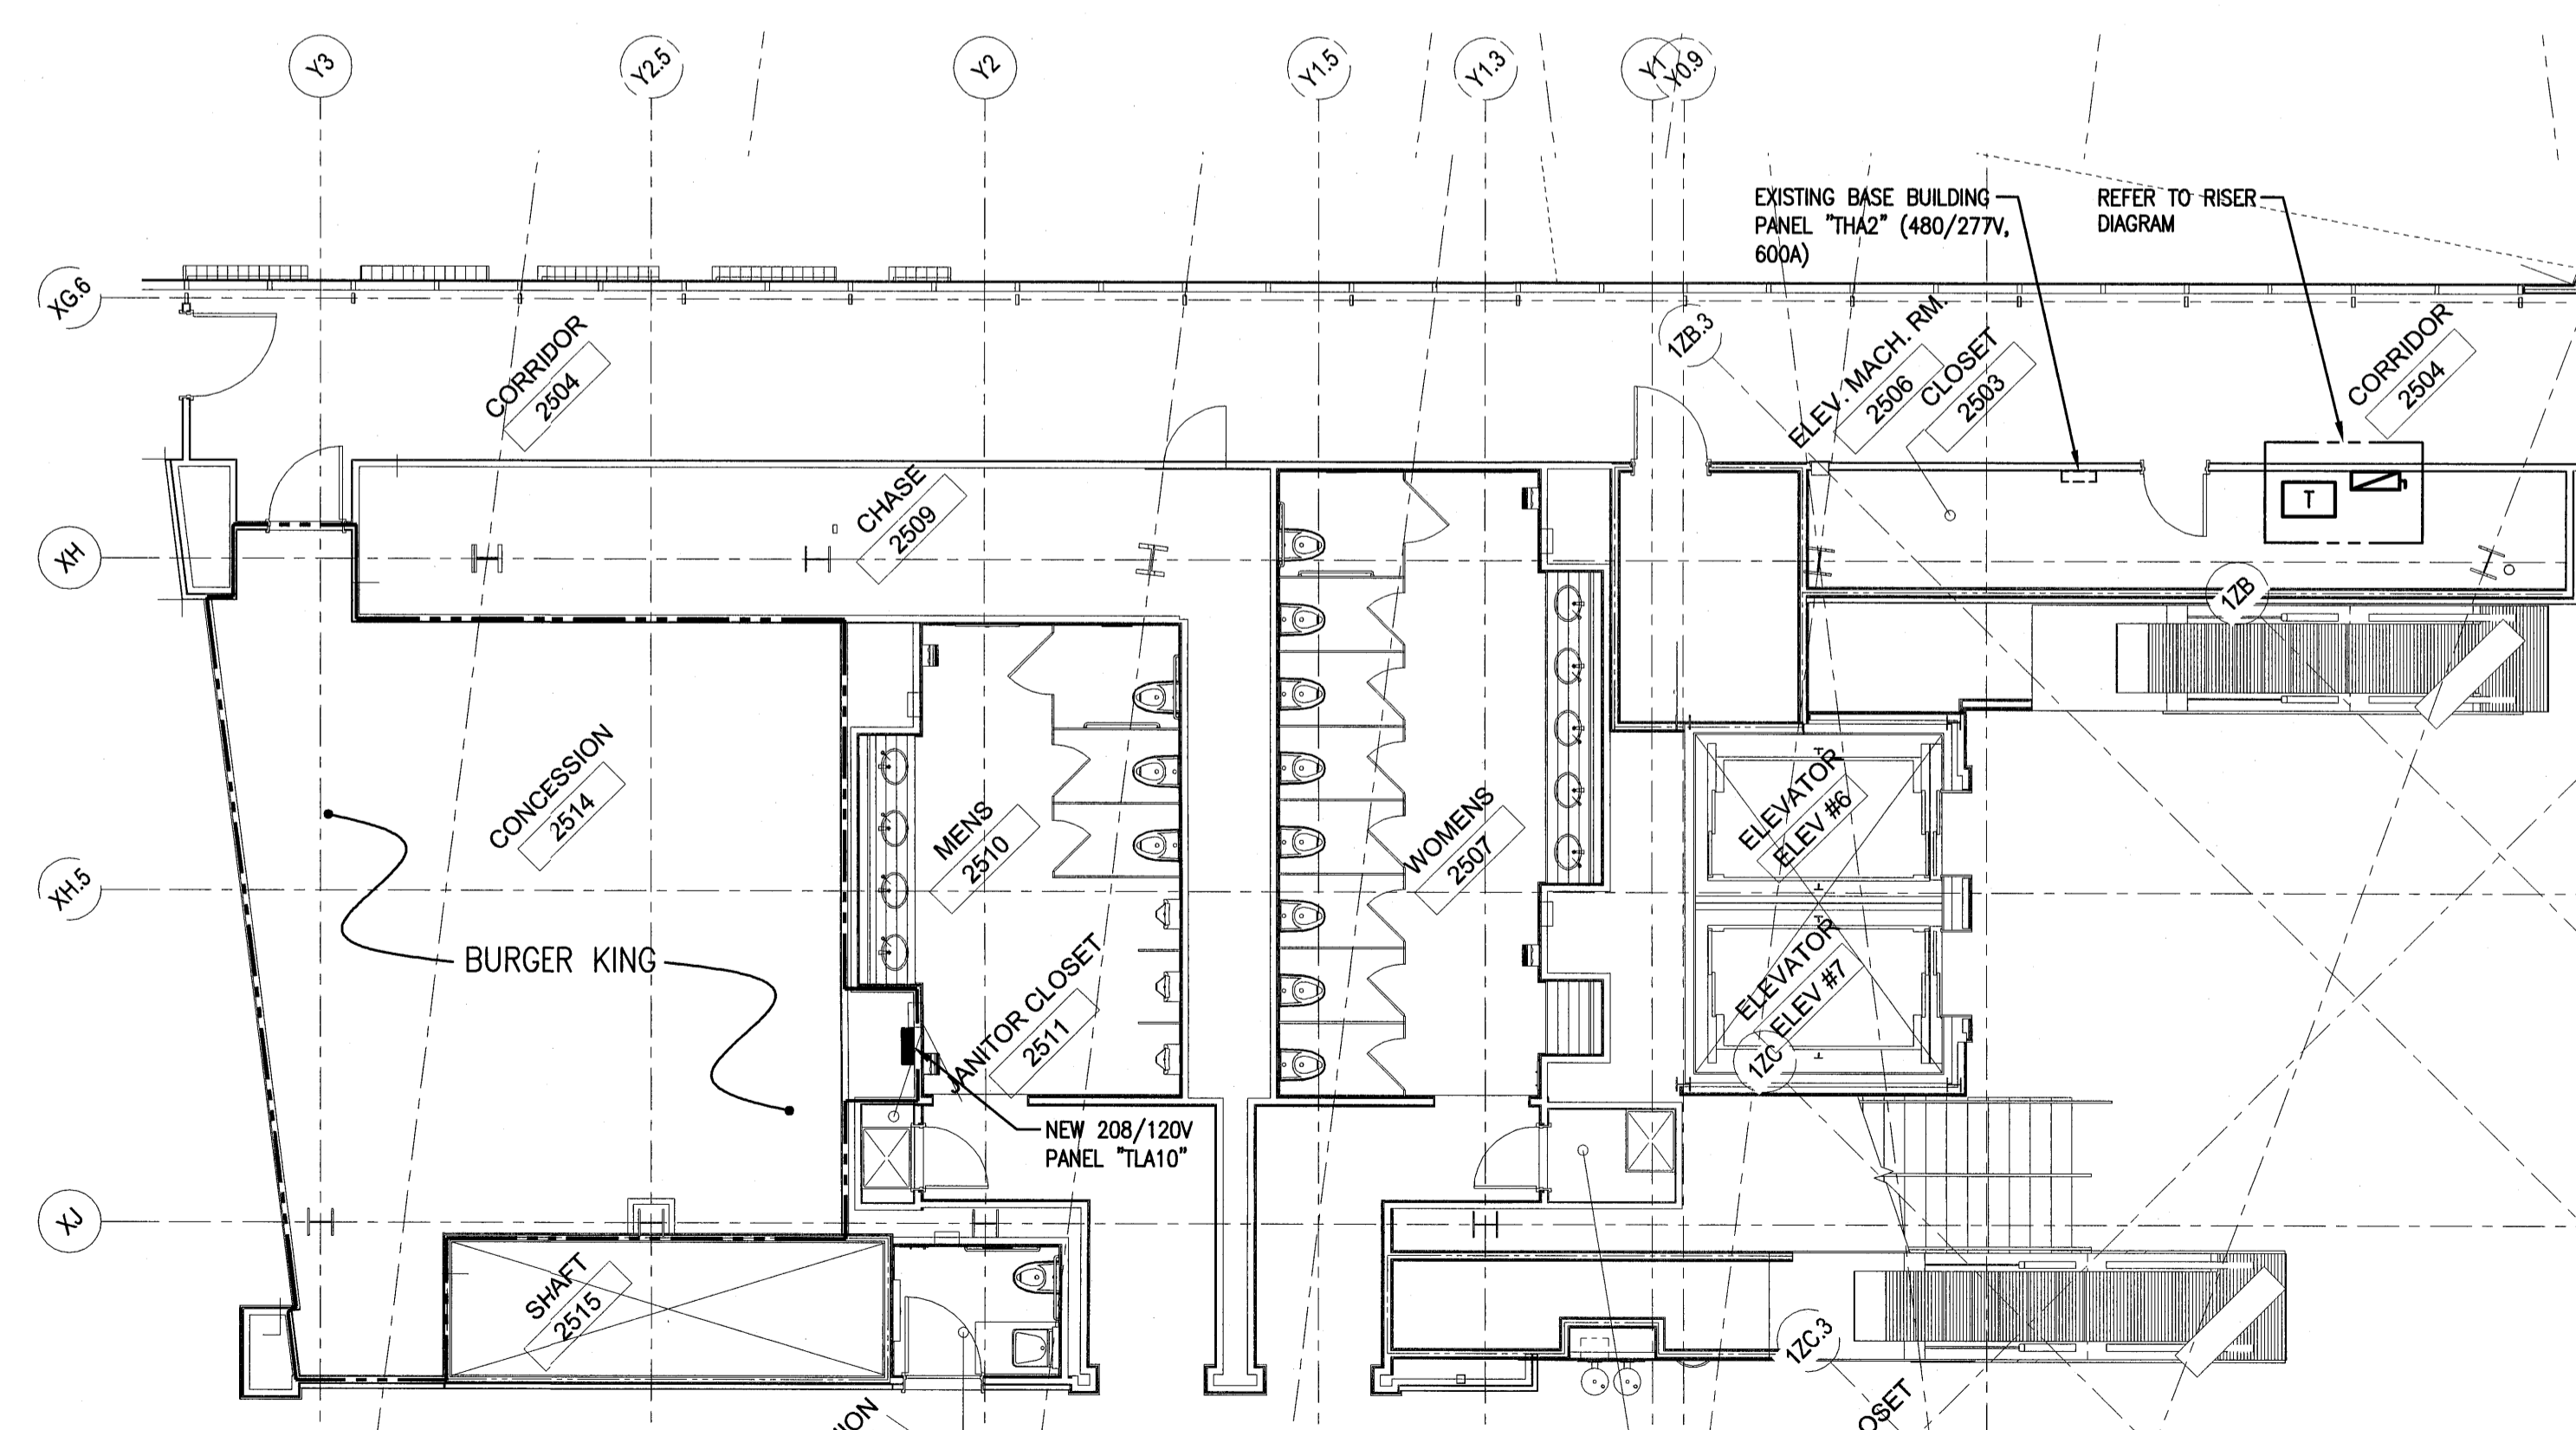 Y3
Y2.5
Y2
Y1.5
Y1.3
Y1
Y0.9
EXISTING BASE BUILDING
PANEL "THA2" (480/277V,
600A)
REFER TO RISER
DIAGRAM
XG.6
CORRIDOR
2504
1ZB.3
ELEV. MACH. RM.
2506
CLOSET
2503
CORRIDOR
2504
CHASE
2509
T
XH
1ZB
CONCESSION
2514
MENS
2510
WOMENS
2507
ELEVATOR
ELEV #6
XH.5
BURGER KING
JANITOR CLOSET
2511
ELEVATOR
ELEV #7
1ZC
NEW 208/120V
PANEL "TLA10"
XJ
SHAFT
2515
1ZC.3